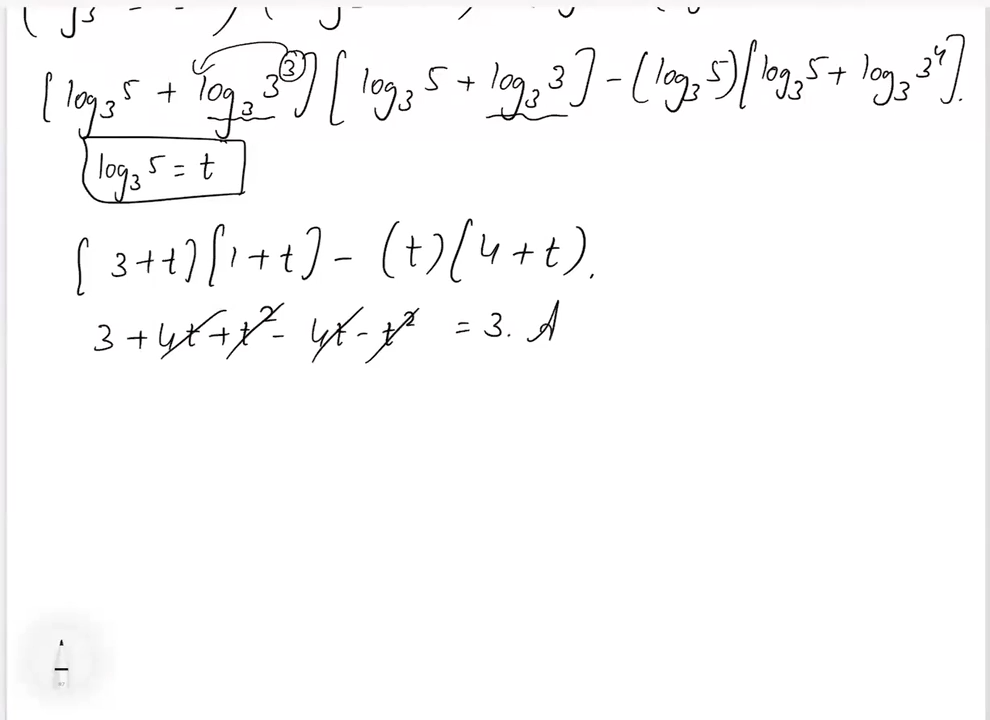 [log₃5 + log₃3³][log₃5 + log₃3] - (log₃5)[log₃5 + log₃3⁴].
log₃5 = t
[3+t)[1+t] - (t)(4+t).
3 + 4t + t² - 4t - t² = 3. A